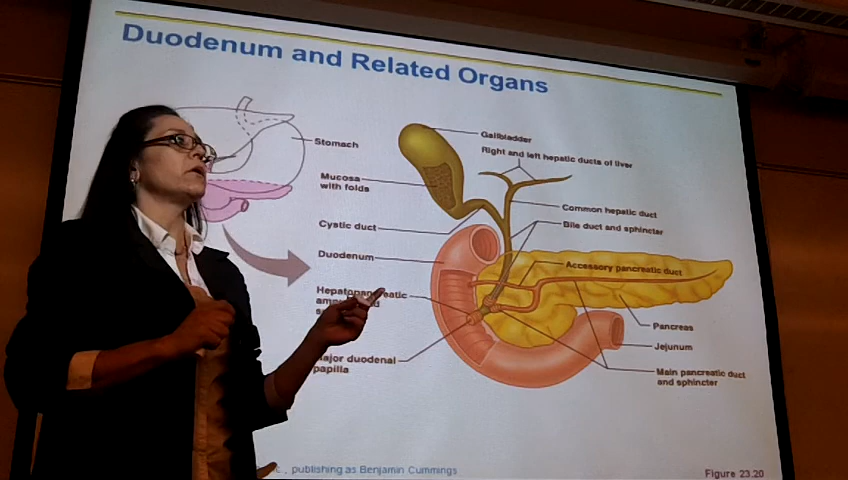 Duodenum and Related Organs
Gallbladder
Stomach
Right and left hepatic ducts of liver
Mucosa
with folds
Common hepatic duct
Cystic duct
Bile duct and sphincter
Duodenum
Accessory pancreatic duct
Hepatopancreatic
Pancreas
Jejunum
major duodenal
papilla
Main pancreatic duct
and sphincter
, publishing as Benjamin Cummings
Figure 23.20